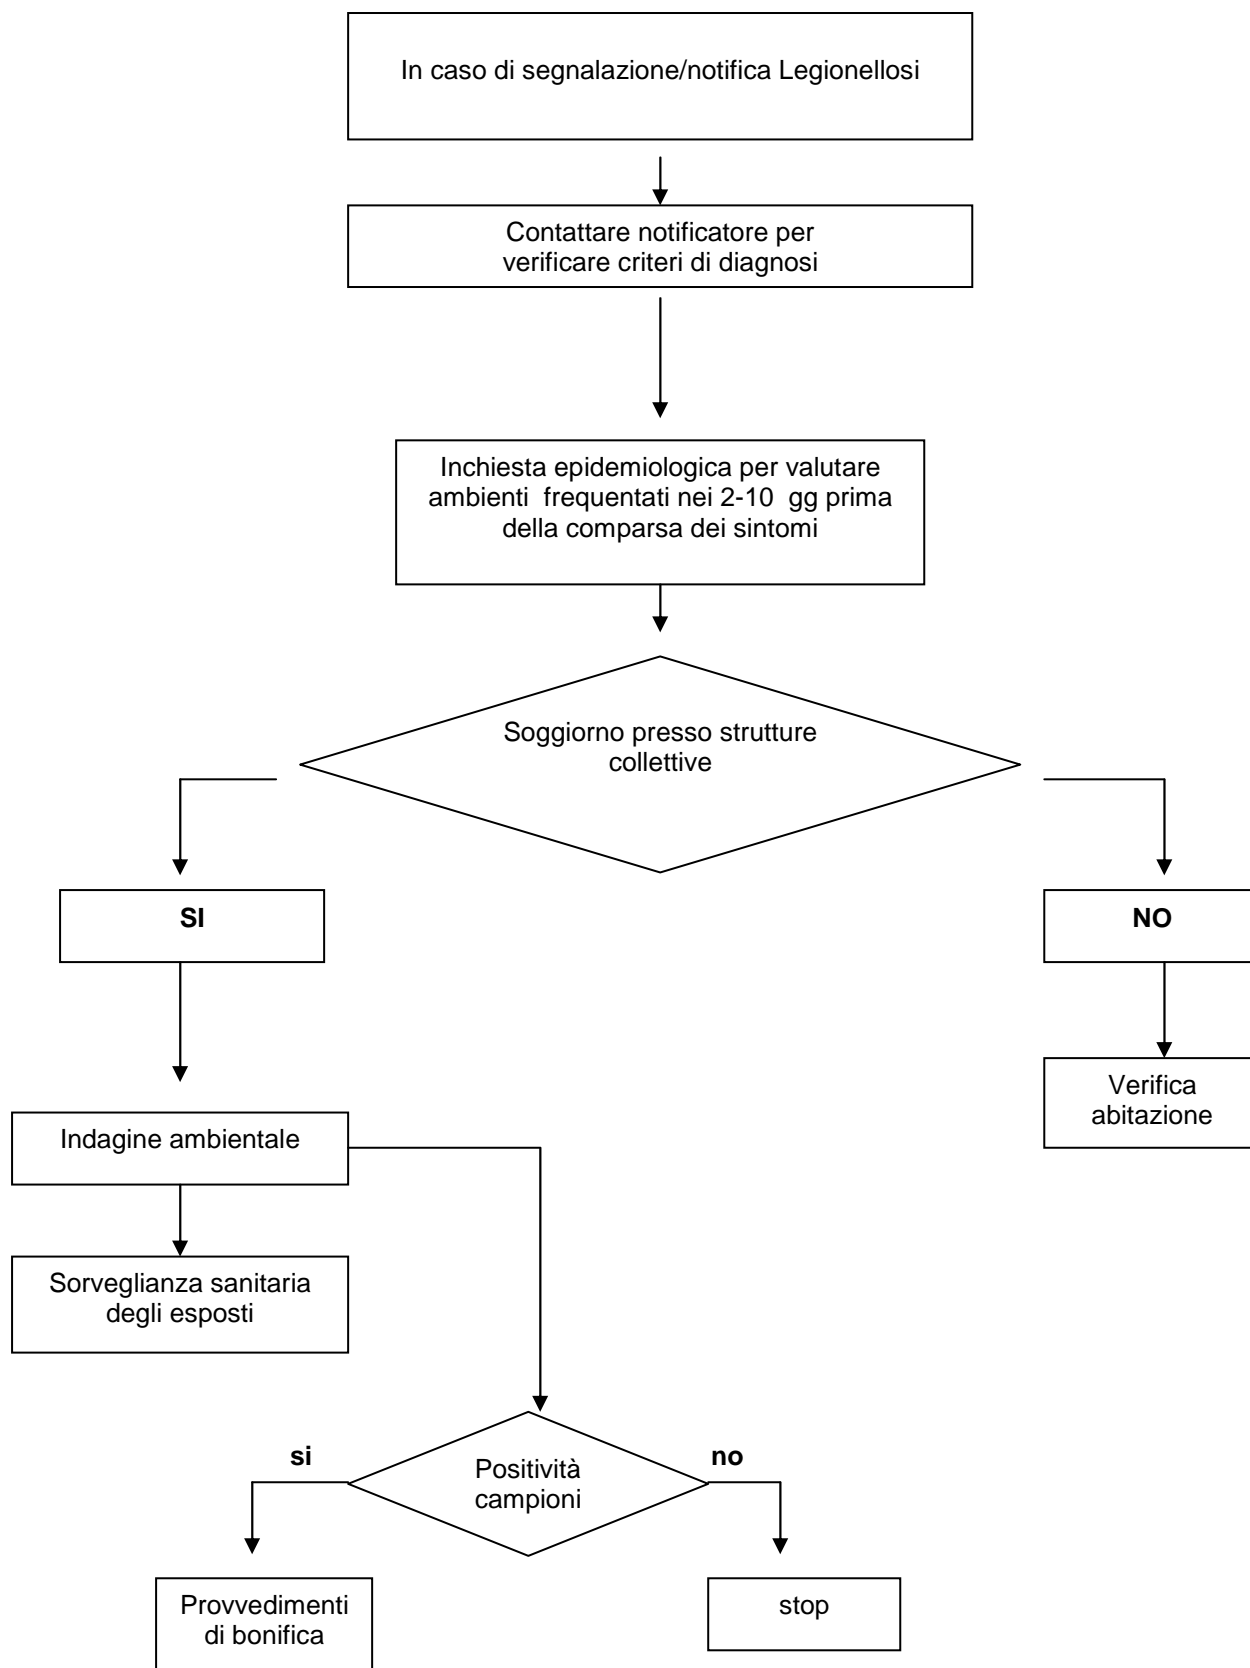 In caso di segnalazione/notifica Legionellosi
Contattare notificatore per
verificare criteri di diagnosi
Inchiesta epidemiologica per valutare
ambienti frequentati nei 2-10 gg prima
della comparsa dei sintomi
Soggiorno presso strutture
collettive
SI
NO
Verifica
abitazione
Indagine ambientale
Sorveglianza sanitaria
degli esposti
si
no
Positività
campioni
Provvedimenti
di bonifica
stop